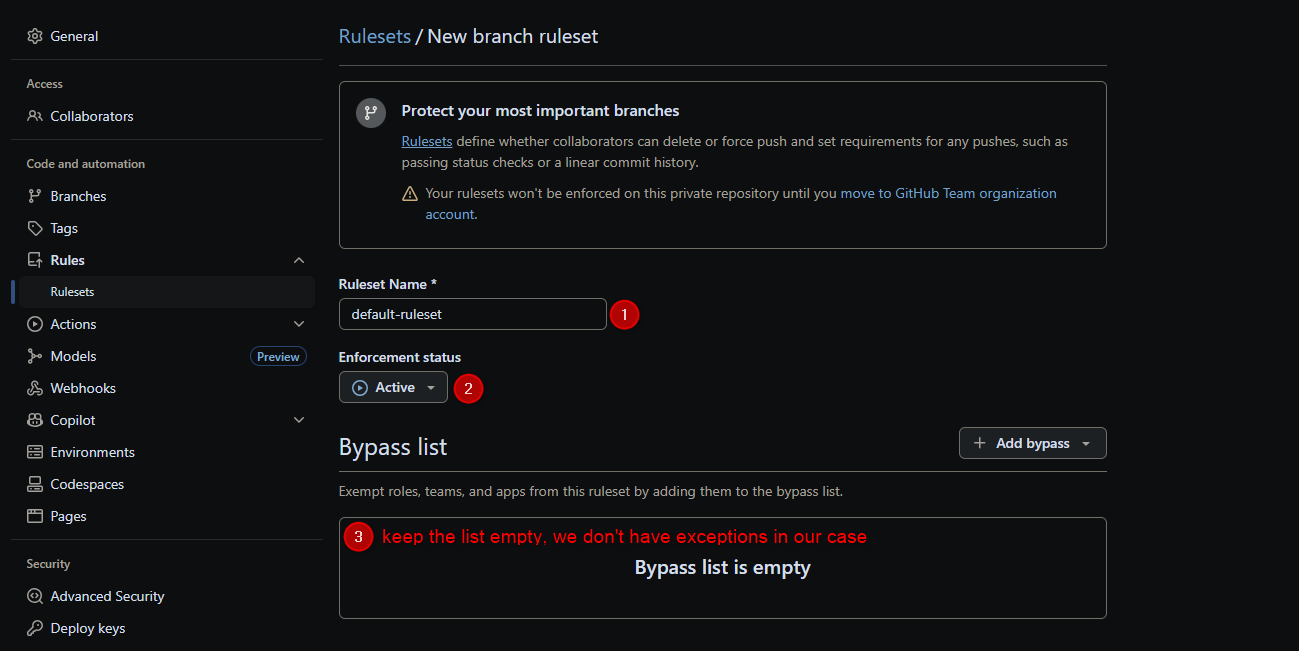 General
Access
Collaborators
Code and automation
Branches
Tags
Rules
Rulesets
Actions
Models Preview
Webhooks
Copilot
Environments
Codespaces
Pages
Security
Advanced Security
Deploy keys
Rulesets / New branch ruleset
Protect your most important branches
Rulesets define whether collaborators can delete or force push and set requirements for any pushes, such as
passing status checks or a linear commit history.
Your rulesets won't be enforced on this private repository until you move to GitHub Team organization
account.
Ruleset Name *
default-ruleset 1
Enforcement status
Active 2
Bypass list
Add bypass
Exempt roles, teams, and apps from this ruleset by adding them to the bypass list.
3 keep the list empty, we don't have exceptions in our case
Bypass list is empty